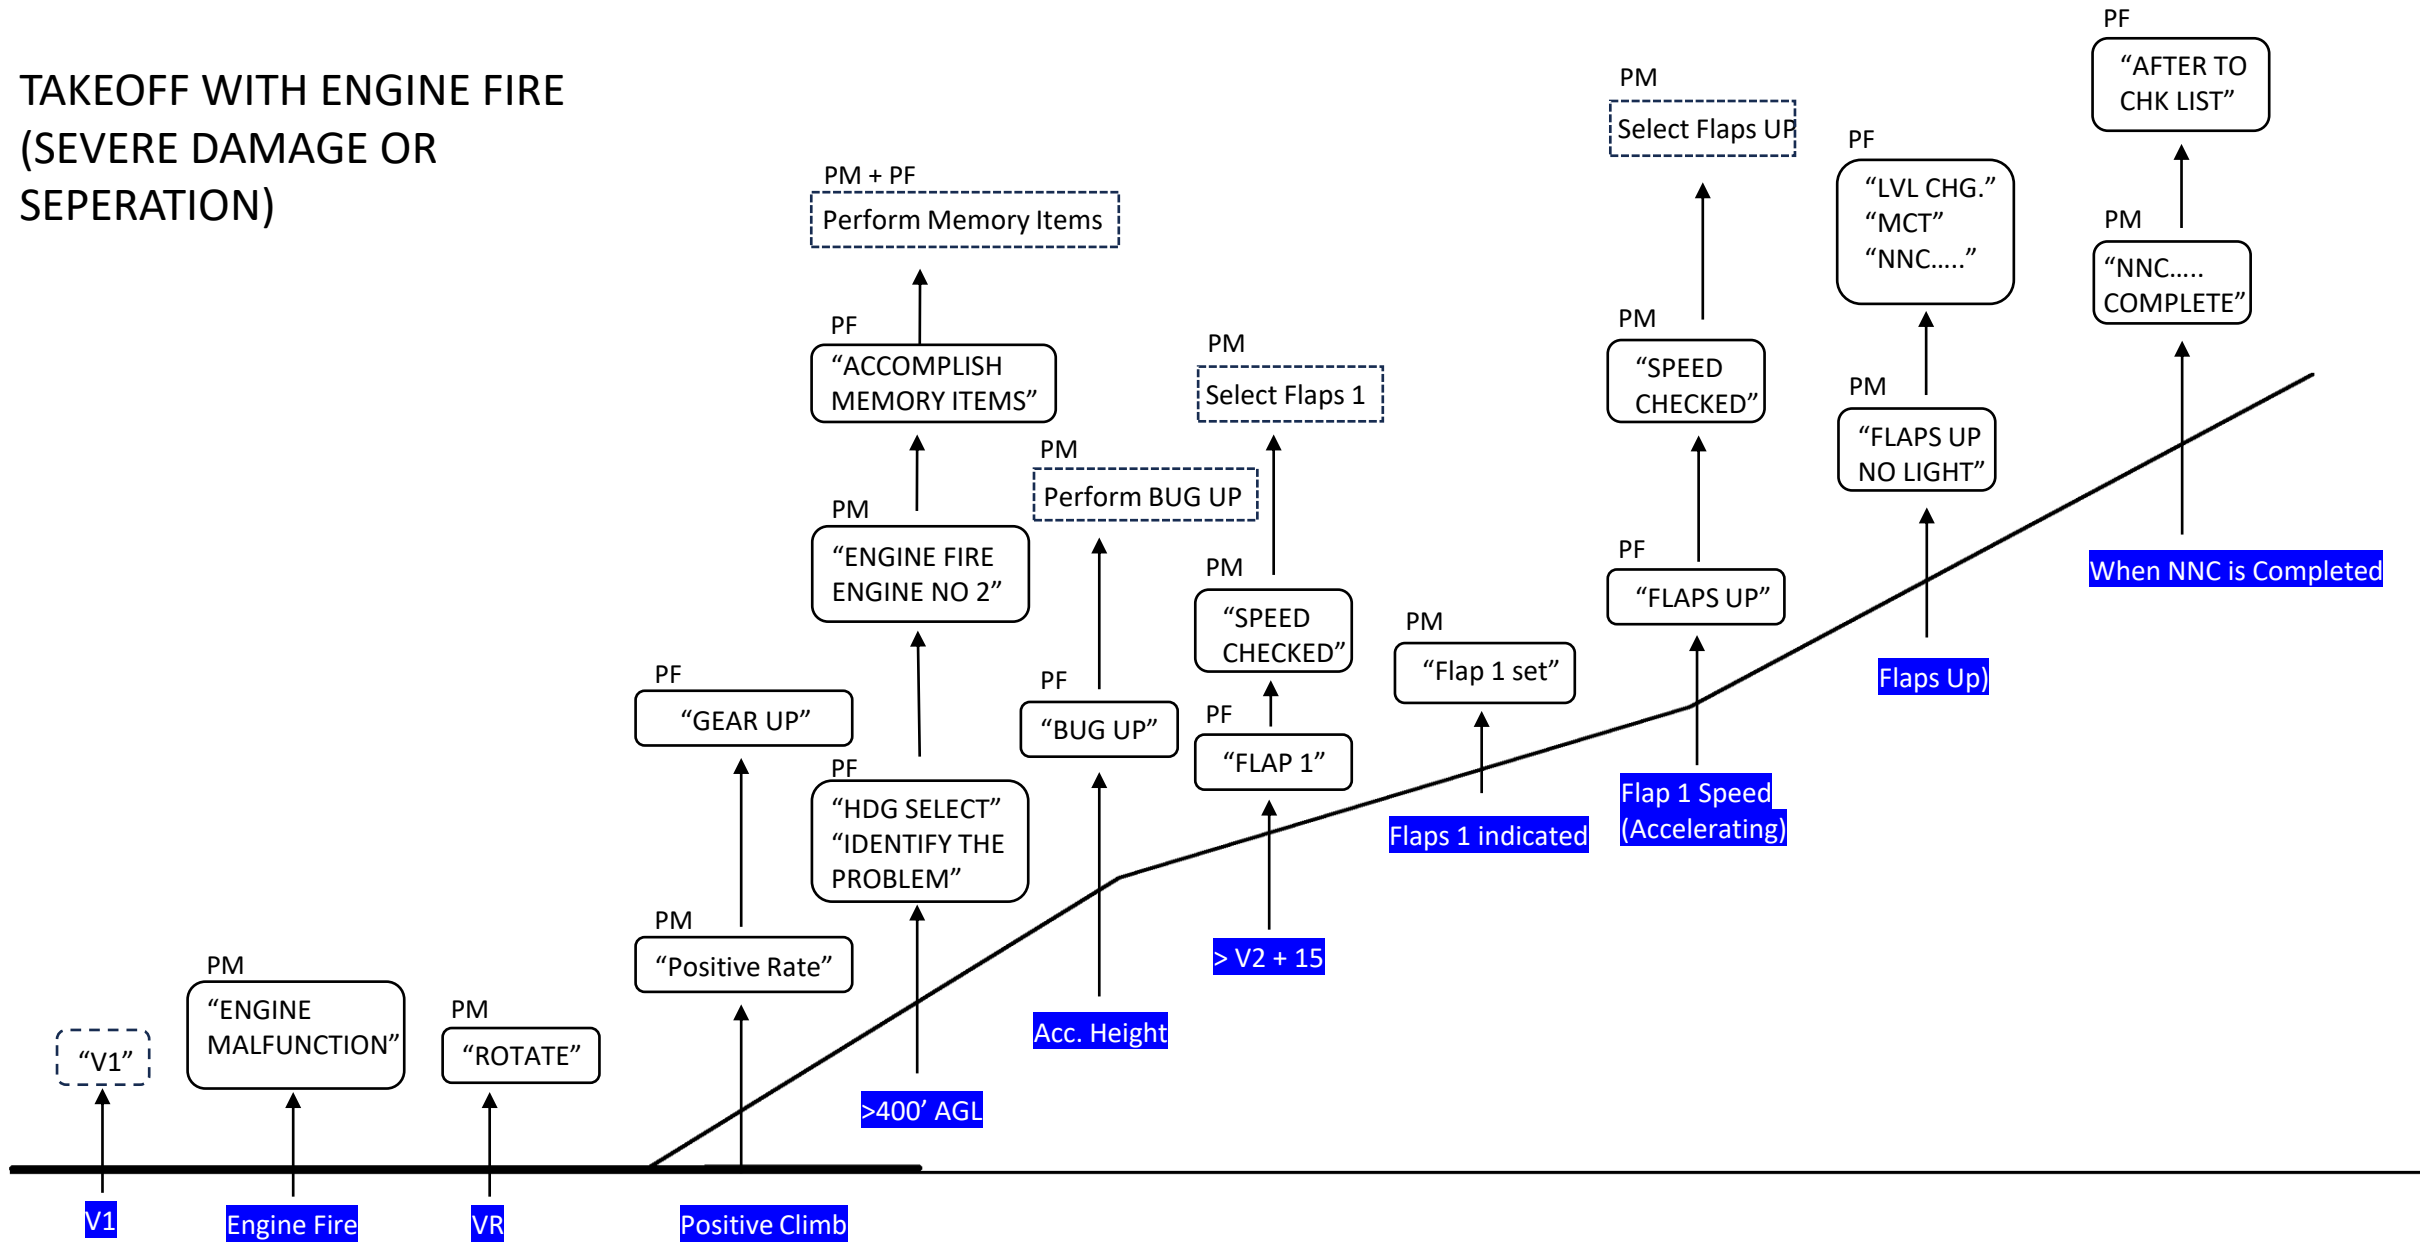 TAKEOFF WITH ENGINE FIRE
(SEVERE DAMAGE OR
SEPERATION)
“V1”
V1
PM
“ENGINE
MALFUNCTION”
Engine Fire
PM
“ROTATE”
VR
PF
“GEAR UP”
PM
“Positive Rate”
Positive Climb
PM + PF
Perform Memory Items
PF
“ACCOMPLISH
MEMORY ITEMS”
PM
“ENGINE FIRE
ENGINE NO 2”
PF
“HDG SELECT”
“IDENTIFY THE
PROBLEM”
>400’ AGL
PM
Perform BUG UP
PF
“BUG UP”
Acc. Height
PM
Select Flaps 1
PM
“SPEED
CHECKED”
PF
“FLAP 1”
> V2 + 15
PM
“Flap 1 set”
Flaps 1 indicated
PM
Select Flaps UP
PM
“SPEED
CHECKED”
PF
“FLAPS UP”
Flap 1 Speed
(Accelerating)
PF
“LVL CHG.”
“MCT”
“NNC…..”
PM
“FLAPS UP
NO LIGHT”
Flaps Up)
PF
“AFTER TO
CHK LIST”
PM
“NNC…..
COMPLETE”
When NNC is Completed